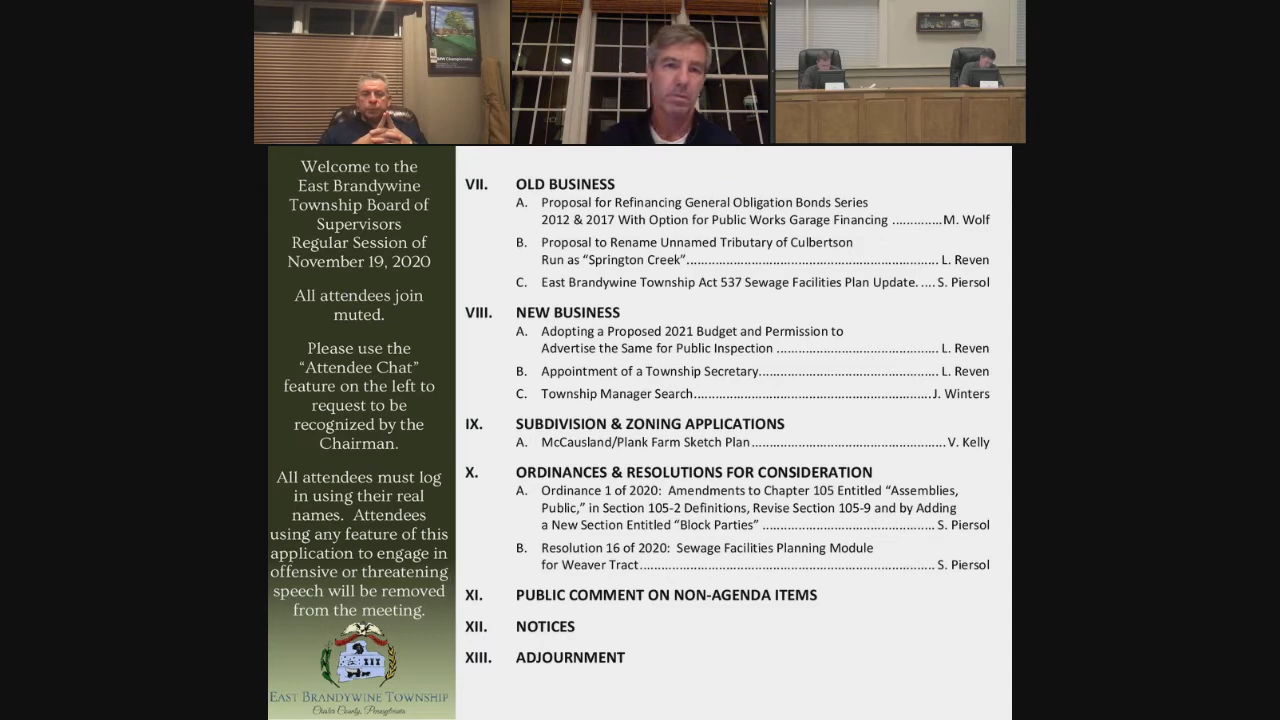 Welcome to the
East Brandywine
Township Board of
Supervisors
Regular Session of
November 19, 2020
All attendees join
muted.
Please use the
“Attendee Chat”
feature on the left to
request to be
recognized by the
Chairman.
All attendees must log
in using their real
names. Attendees
using any feature of this
application to engage in
offensive or threatening
speech will be removed
from the meeting.
EAST BRANDYWINE TOWNSHIP
Chester County, Pennsylvania
VII. OLD BUSINESS
A. Proposal for Refinancing General Obligation Bonds Series
2012 & 2017 With Option for Public Works Garage Financing .............M. Wolf
B. Proposal to Rename Unnamed Tributary of Culbertson
Run as “Springton Creek”................................................................ L. Reven
C. East Brandywine Township Act 537 Sewage Facilities Plan Update. .... S. Piersol
VIII. NEW BUSINESS
A. Adopting a Proposed 2021 Budget and Permission to
Advertise the Same for Public Inspection ......................................... L. Reven
B. Appointment of a Township Secretary............................................. L. Reven
C. Township Manager Search............................................................J. Winters
IX. SUBDIVISION & ZONING APPLICATIONS
A. McCausland/Plank Farm Sketch Plan.................................................V. Kelly
X. ORDINANCES & RESOLUTIONS FOR CONSIDERATION
A. Ordinance 1 of 2020: Amendments to Chapter 105 Entitled “Assemblies,
Public,” in Section 105-2 Definitions, Revise Section 105-9 and by Adding
a New Section Entitled “Block Parties” ........................................... S. Piersol
B. Resolution 16 of 2020: Sewage Facilities Planning Module
for Weaver Tract........................................................................... S. Piersol
XI. PUBLIC COMMENT ON NON-AGENDA ITEMS
XII. NOTICES
XIII. ADJOURNMENT